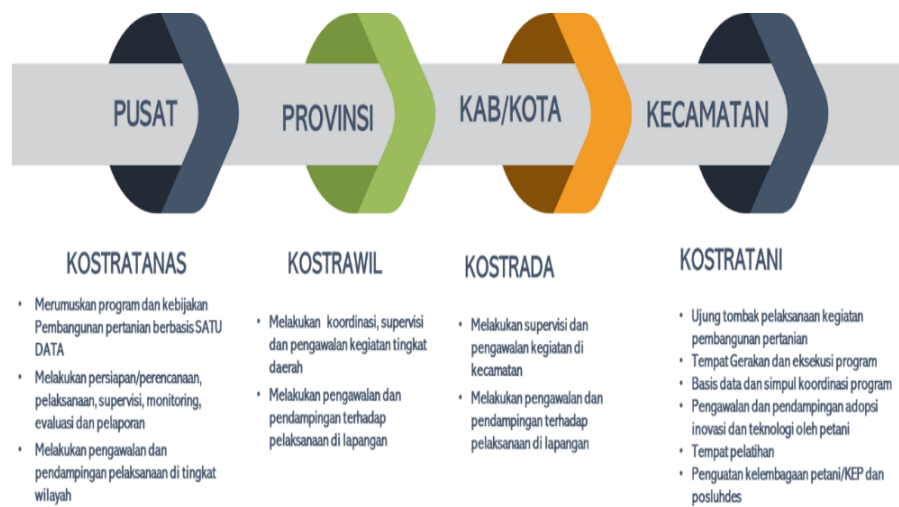 PUSAT
PROVINSI
KAB/KOTA
KECAMATAN
KOSTRATANAS
• Merumuskan program dan kebijakan
Pembangunan pertanian berbasis SATU
DATA
• Melakukan persiapan/perencanaan,
pelaksanaan, supervisi, monitoring,
evaluasi dan pelaporan
• Melakukan pengawalan dan
pendampingan pelaksanaan di tingkat
wilayah
KOSTRAWIL
• Melakukan koordinasi, supervisi
dan pengawalan kegiatan tingkat
daerah
• Melakukan pengawalan dan
pendampingan terhadap
pelaksanaan di lapangan
KOSTRADA
• Melakukan supervisi dan
pengawalan kegiatan di
kecamatan
• Melakukan pengawalan dan
pendampingan terhadap
pelaksanaan di lapangan
KOSTRATANI
• Ujung tombak pelaksanaan kegiatan
pembangunan pertanian
• Tempat Gerakan dan eksekusi program
• Basis data dan simpul koordinasi program
• Pengawalan dan pendampingan adopsi
inovasi dan teknologi oleh petani
• Tempat pelatihan
• Penguatan kelembagaan petani/KEP dan
posluhdes